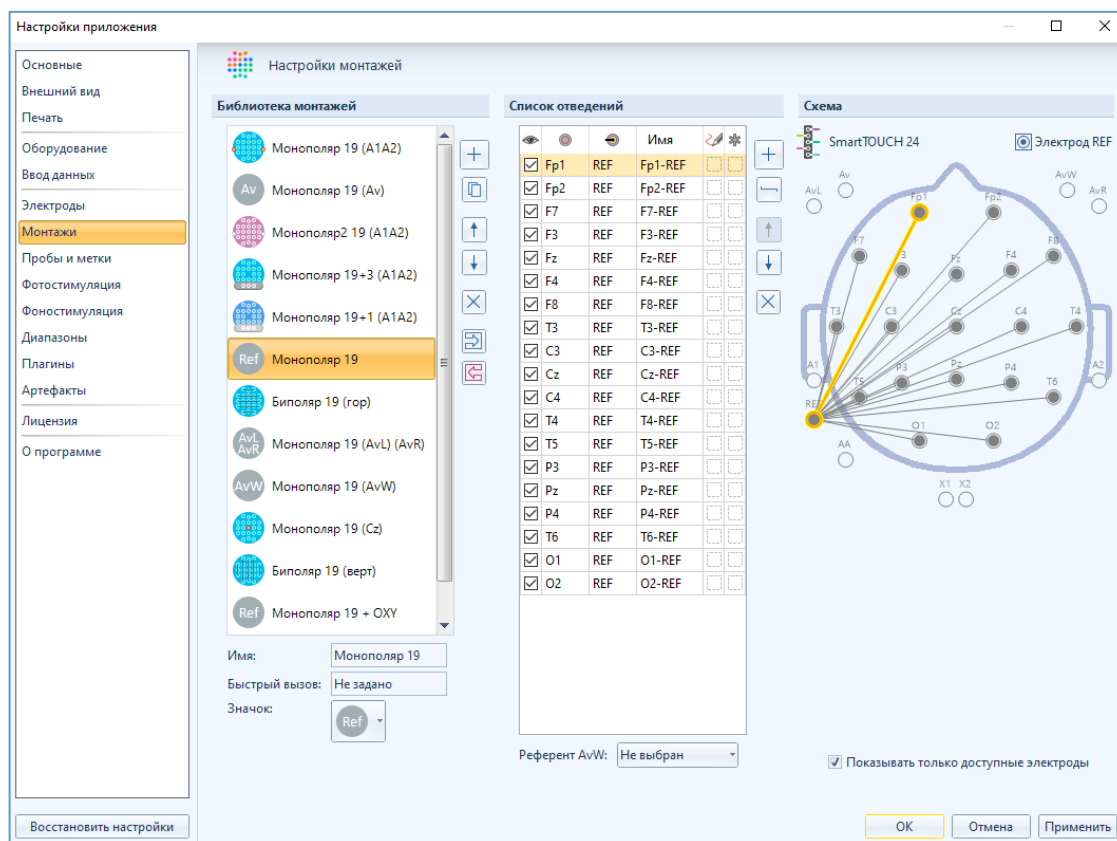 Настройки приложения
Основные
Внешний вид
Печать
Оборудование
Ввод данных
Электроды
Монтажи
Пробы и метки
Фотостимуляция
Фоностимуляция
Диапазоны
Плагины
Артефакты
Лицензия
О программе
Восстановить настройки
Настройки монтажей
Библиотека монтажей
Монополяр 19 (A1A2)
Av Монополяр 19 (Av)
Монополяр2 19 (A1A2)
Монополяр 19+3 (A1A2)
Монополяр 19+1 (A1A2)
Ref Монополяр 19
Биполяр 19 (гор)
AvL AvR Монополяр 19 (AvL) (AvR)
AvW Монополяр 19 (AvW)
Монополяр 19 (Cz)
Биполяр 19 (верт)
Ref Монополяр 19 + OXY
Имя: Монополяр 19
Быстрый вызов: Не задано
Значок: Ref
Список отведений
Имя
Fp1 REF Fp1-REF
Fp2 REF Fp2-REF
F7 REF F7-REF
F3 REF F3-REF
Fz REF Fz-REF
F4 REF F4-REF
F8 REF F8-REF
T3 REF T3-REF
C3 REF C3-REF
Cz REF Cz-REF
C4 REF C4-REF
T4 REF T4-REF
T5 REF T5-REF
P3 REF P3-REF
Pz REF Pz-REF
P4 REF P4-REF
T6 REF T6-REF
O1 REF O1-REF
O2 REF O2-REF
Референт AvW: Не выбран
Схема
SmartTOUCH 24 Электрод REF
Av AvW
AvL AvR
Fp1 Fp2
F7 3 Fz F4 F8
T3 C3 Cz C4 T4
A1 A2
T5 P3 Pz P4 T6
REF
O1 O2
AA
X1 X2
Показывать только доступные электроды
ОК Отмена Применить